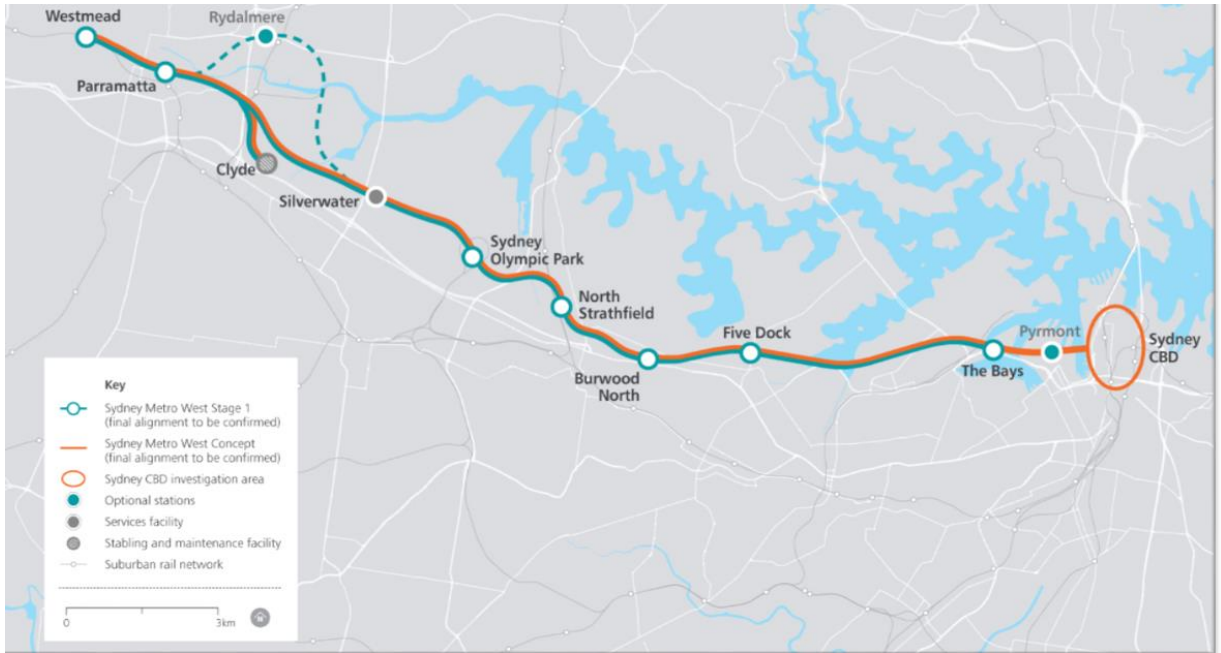 Westmead
Rydalmere
Parramatta
Clyde
Silverwater
Sydney
Olympic Park
North
Strathfield
Five Dock
Burwood
North
The Bays
Pyrmont
Sydney
CBD
Key
Sydney Metro West Stage 1
(final alignment to be confirmed)
Sydney Metro West Concept
(final alignment to be confirmed)
Sydney CBD investigation area
Optional stations
Services facility
Stabling and maintenance facility
Suburban rail network
0
3km